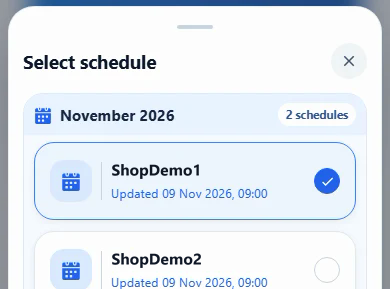 Select schedule
November 2026
2 schedules
ShopDemo1
Updated 09 Nov 2026, 09:00
ShopDemo2
Updated 09 Nov 2026, 09:00